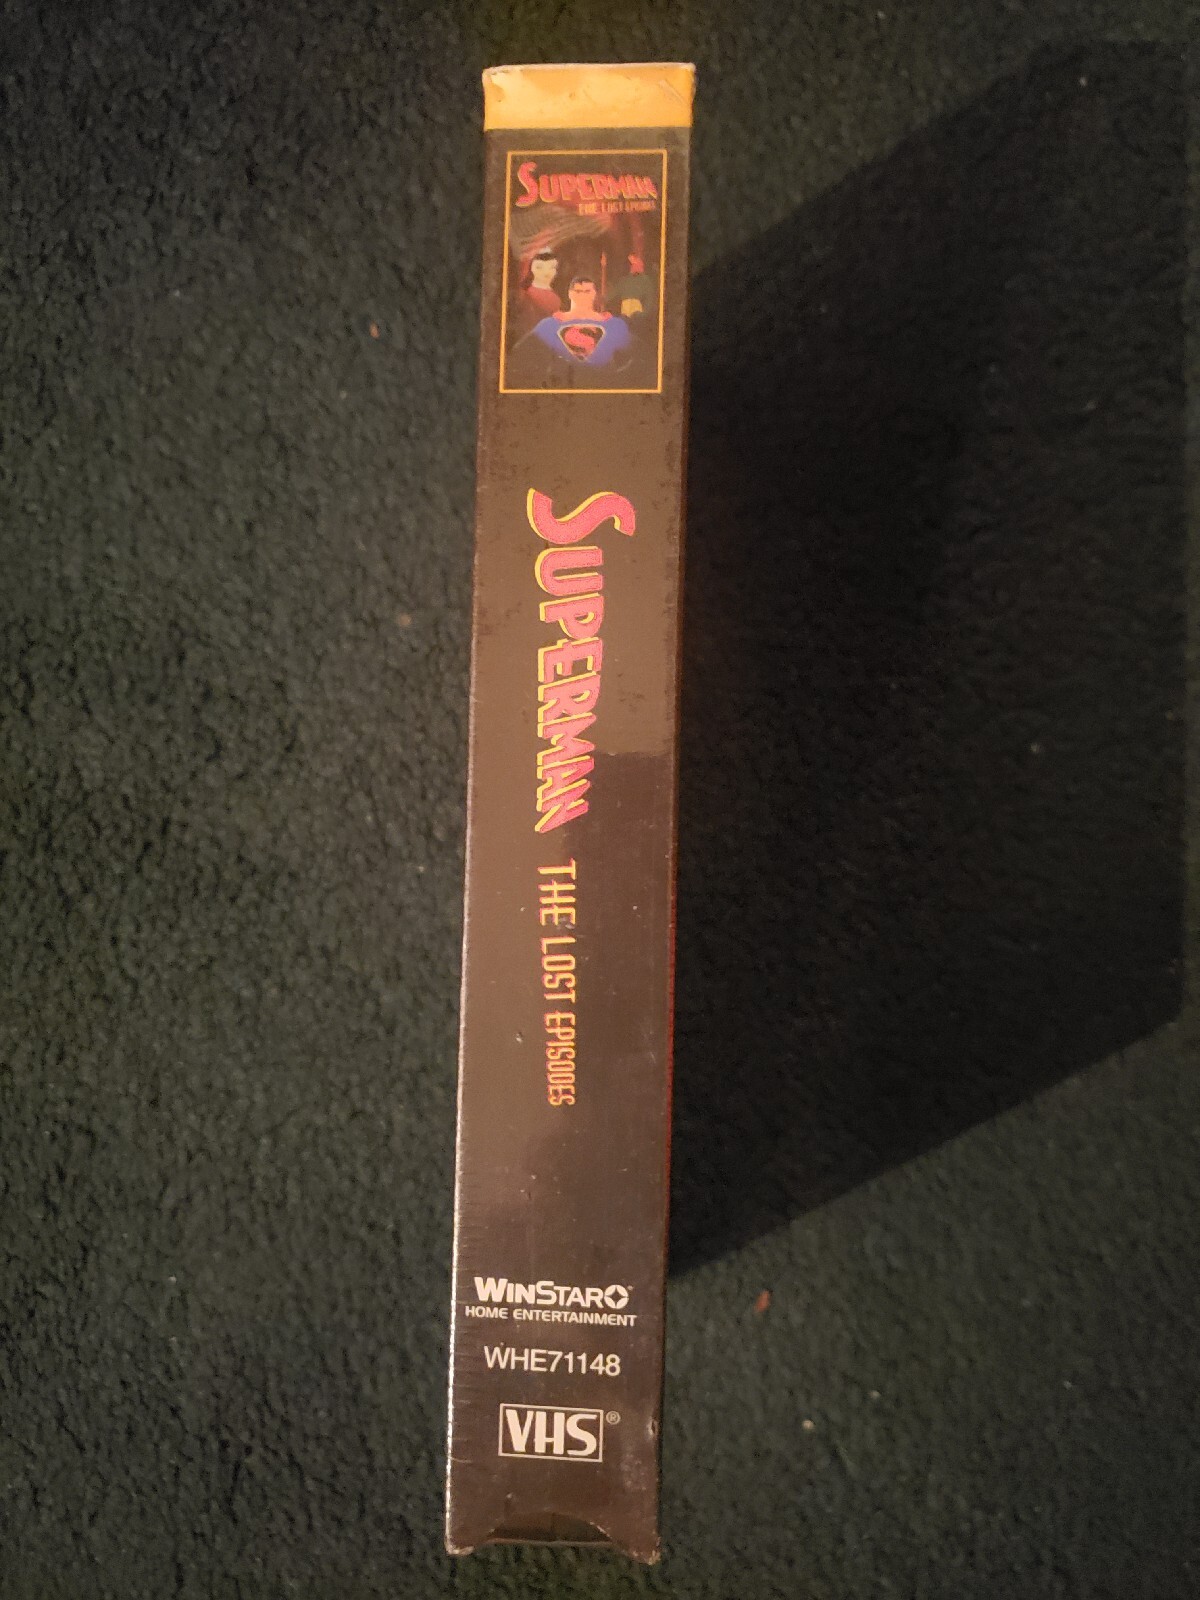 SUPERMAN
THE LOST EPISODES
SUPERMAN THE LOST EPISODES
WINSTAR®
HOME ENTERTAINMENT
WHE71148
VHS®